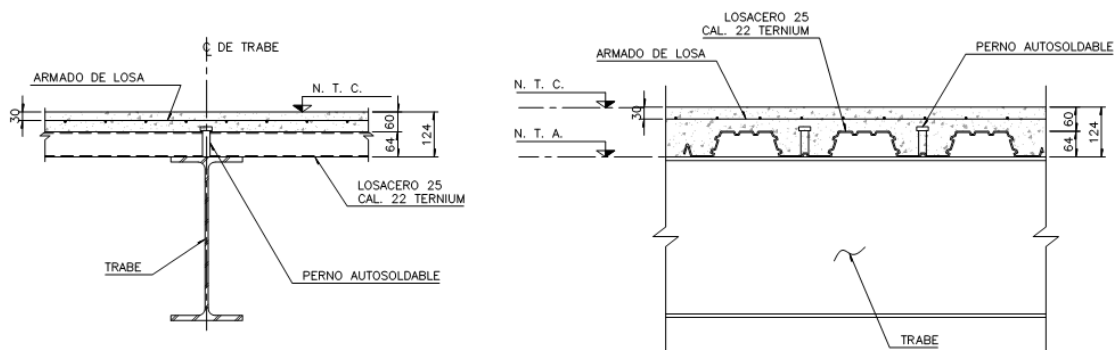 ℄ DE TRABE
ARMADO DE LOSA
N. T. C.
30
60
64
124
LOSACERO 25
CAL. 22 TERNIUM
TRABE
PERNO AUTOSOLDABLE
LOSACERO 25
CAL. 22 TERNIUM
PERNO AUTOSOLDABLE
ARMADO DE LOSA
N. T. C.
30
N. T. A.
60
64
124
TRABE